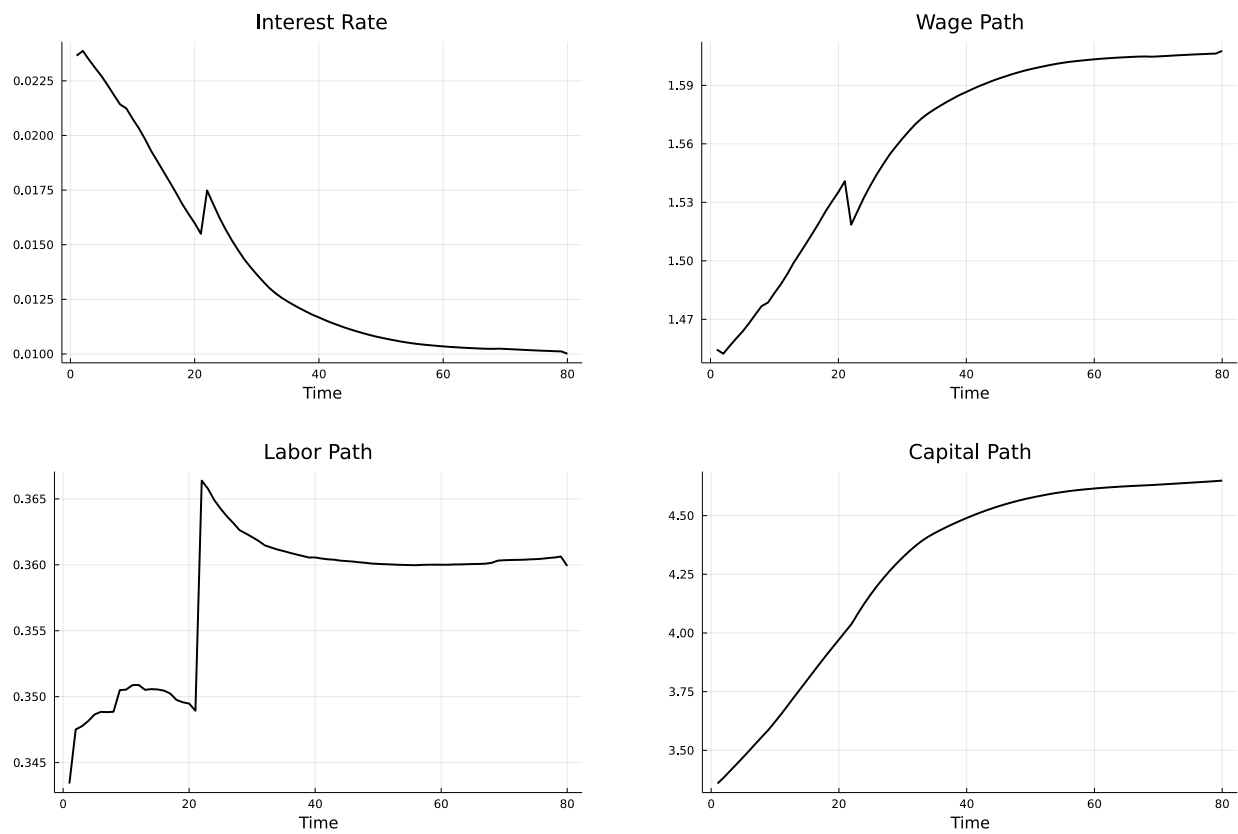 Interest Rate
0.0225
0.0200
0.0175
0.0150
0.0125
0.0100
0 20 40 60 80
Time
Wage Path
1.59
1.56
1.53
1.50
1.47
0 20 40 60 80
Time
Labor Path
0.365
0.360
0.355
0.350
0.345
0 20 40 60 80
Time
Capital Path
4.50
4.25
4.00
3.75
3.50
0 20 40 60 80
Time